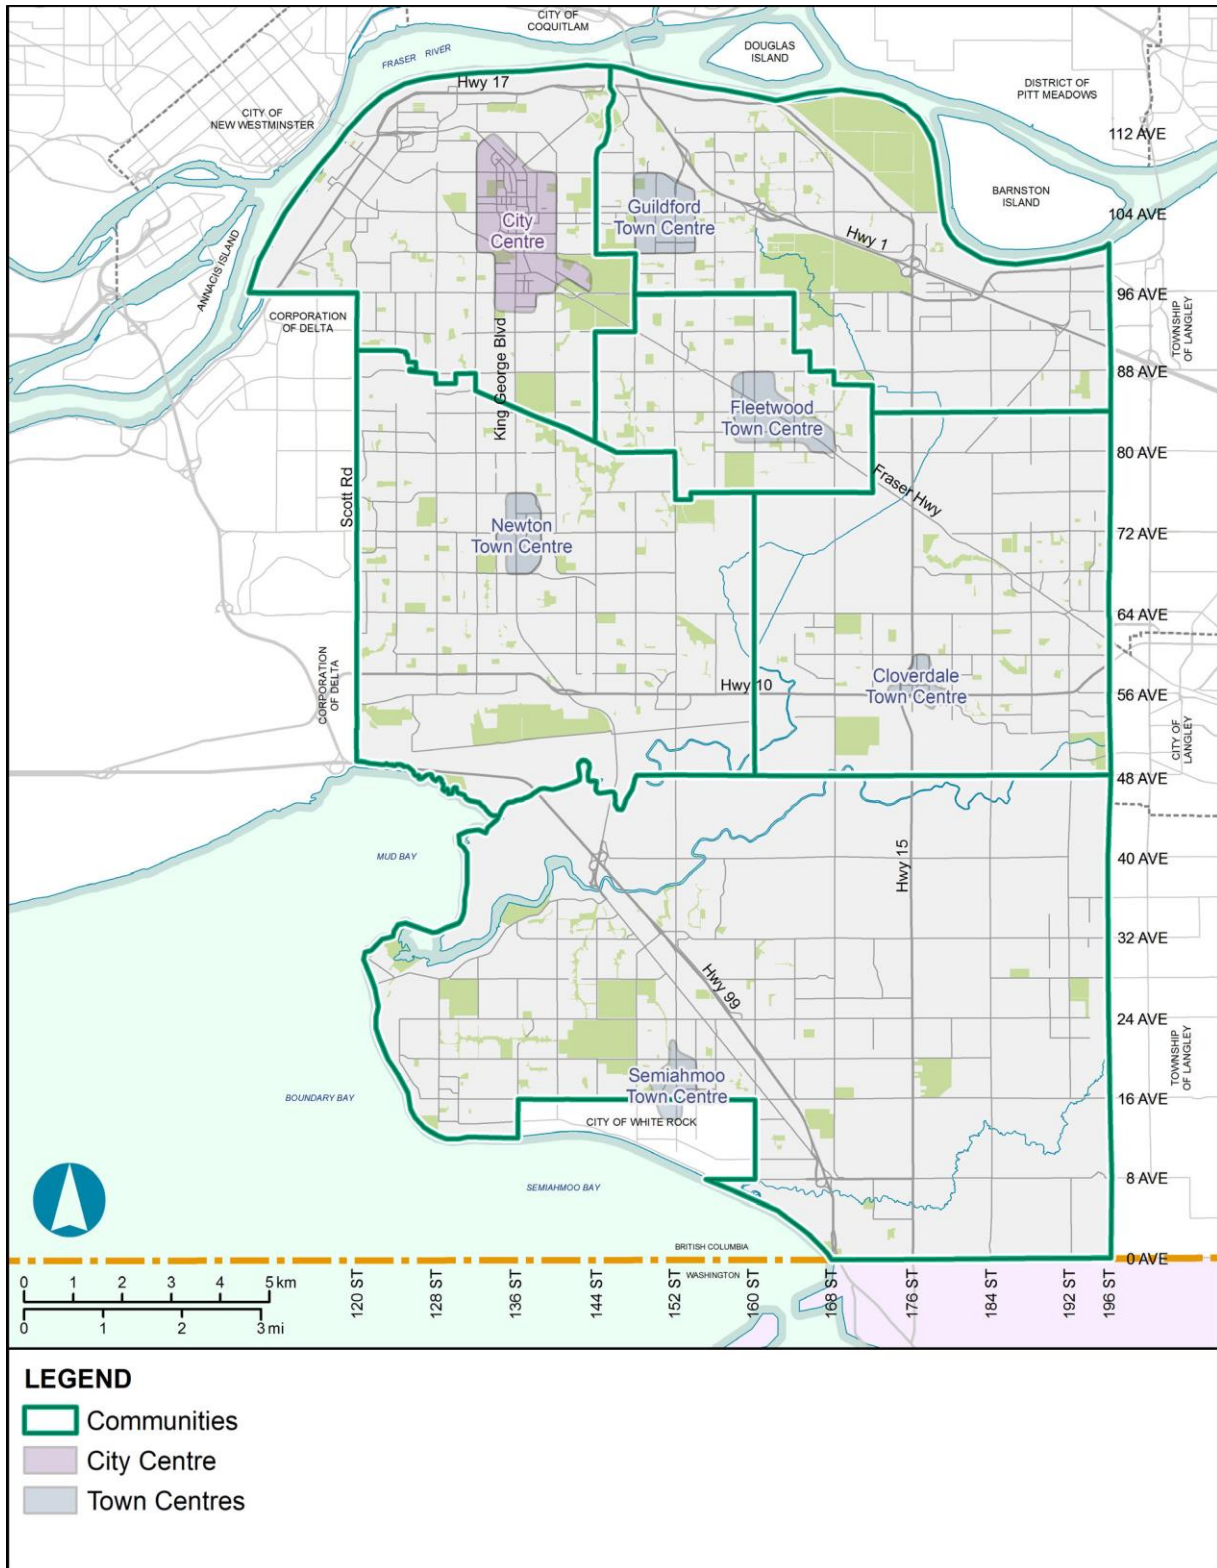 CITY OF
COQUITLAM
FRASER RIVER
DOUGLAS
ISLAND
Hwy 17
DISTRICT OF
PITT MEADOWS
CITY OF
NEW WESTMINSTER
112 AVE
BARNSTON
ISLAND
Guildford
Town Centre
City
Centre
104 AVE
Hwy 1
ANNACIS ISLAND
96 AVE
CORPORATION
OF DELTA
TOWNSHIP
OF LANGLEY
King George Blvd
88 AVE
Fleetwood
Town Centre
80 AVE
Scott Rd
Fraser Hwy
Newton
Town Centre
72 AVE
64 AVE
CORPORATION
OF DELTA
Hwy 10
Cloverdale
Town Centre
56 AVE
CITY OF
LANGLEY
48 AVE
MUD BAY
Hwy 15
40 AVE
32 AVE
Hwy 99
24 AVE
TOWNSHIP
OF LANGLEY
Semiahmoo
Town Centre
BOUNDARY BAY
16 AVE
CITY OF WHITE ROCK
SEMIAHMOO BAY
8 AVE
BRITISH COLUMBIA
0 AVE
WASHINGTON
0 1 2 3 4 5 km
0 1 2 3 mi
120 ST
128 ST
136 ST
144 ST
152 ST
160 ST
168 ST
176 ST
184 ST
192 ST
196 ST
LEGEND
Communities
City Centre
Town Centres